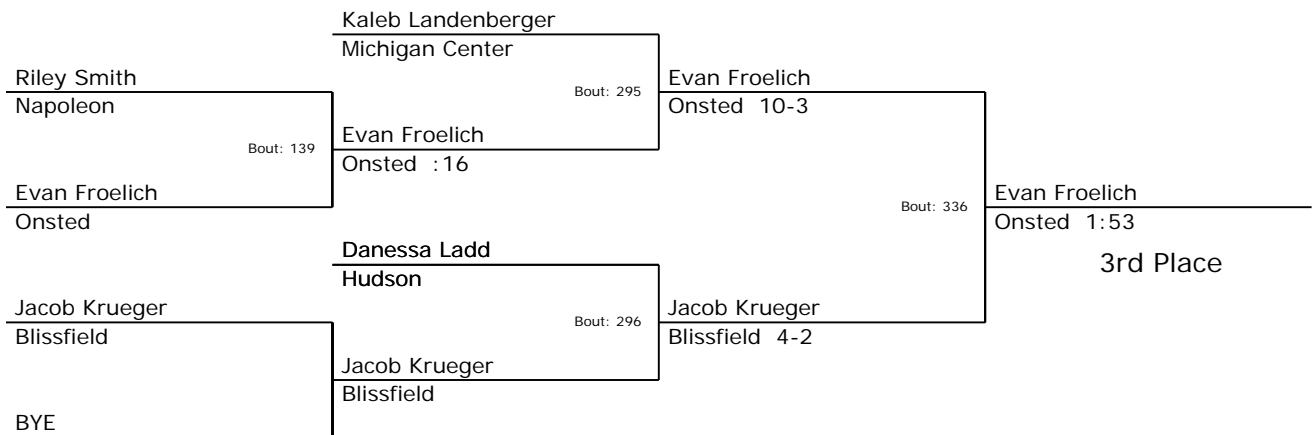 Kaleb Landenberger
Michigan Center
Riley Smith
Napoleon
Bout: 295
Evan Froelich
Onsted 10-3
Bout: 139
Evan Froelich
Onsted :16
Evan Froelich
Onsted
Bout: 336
Evan Froelich
Onsted 1:53
3rd Place
Danessa Ladd
Hudson
Jacob Krueger
Blissfield
Bout: 296
Jacob Krueger
Blissfield 4-2
Jacob Krueger
Blissfield
BYE